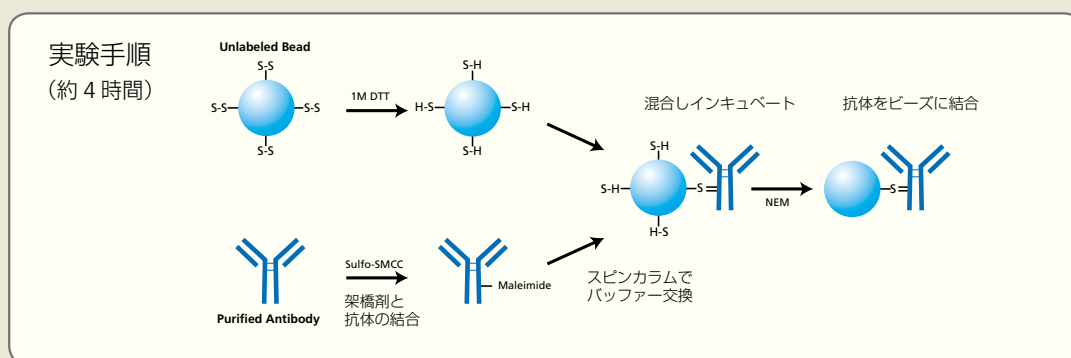 実験手順
(約 4 時間)
Unlabeled Bead
S-S
S-S
S-S
S-S
1M DTT
S-H
H-S
S-H
S-H
混合しインキュベート
抗体をビーズに結合
S-H
S-H
S
H-S
NEM
S
Purified Antibody
Sulfo-SMCC
架橋剤と
抗体の結合
Maleimide
スピンカラムで
バッファー交換